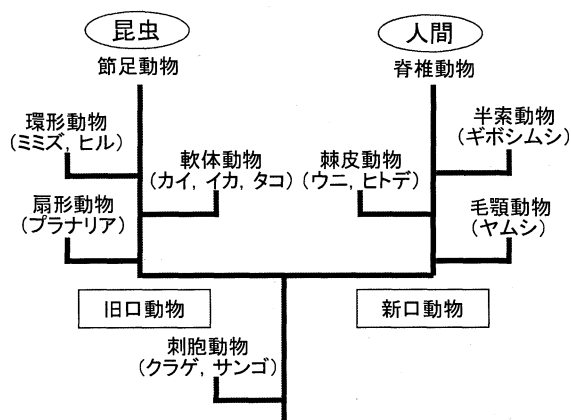 昆虫
節足動物
人間
脊椎動物
環形動物
(ミミズ, ヒル)
軟体動物
(カイ, イカ, タコ)
棘皮動物
(ウニ, ヒトデ)
半索動物
(ギボシムシ)
扇形動物
(プラナリア)
毛顎動物
(ヤムシ)
旧口動物
新口動物
刺胞動物
(クラゲ, サンゴ)